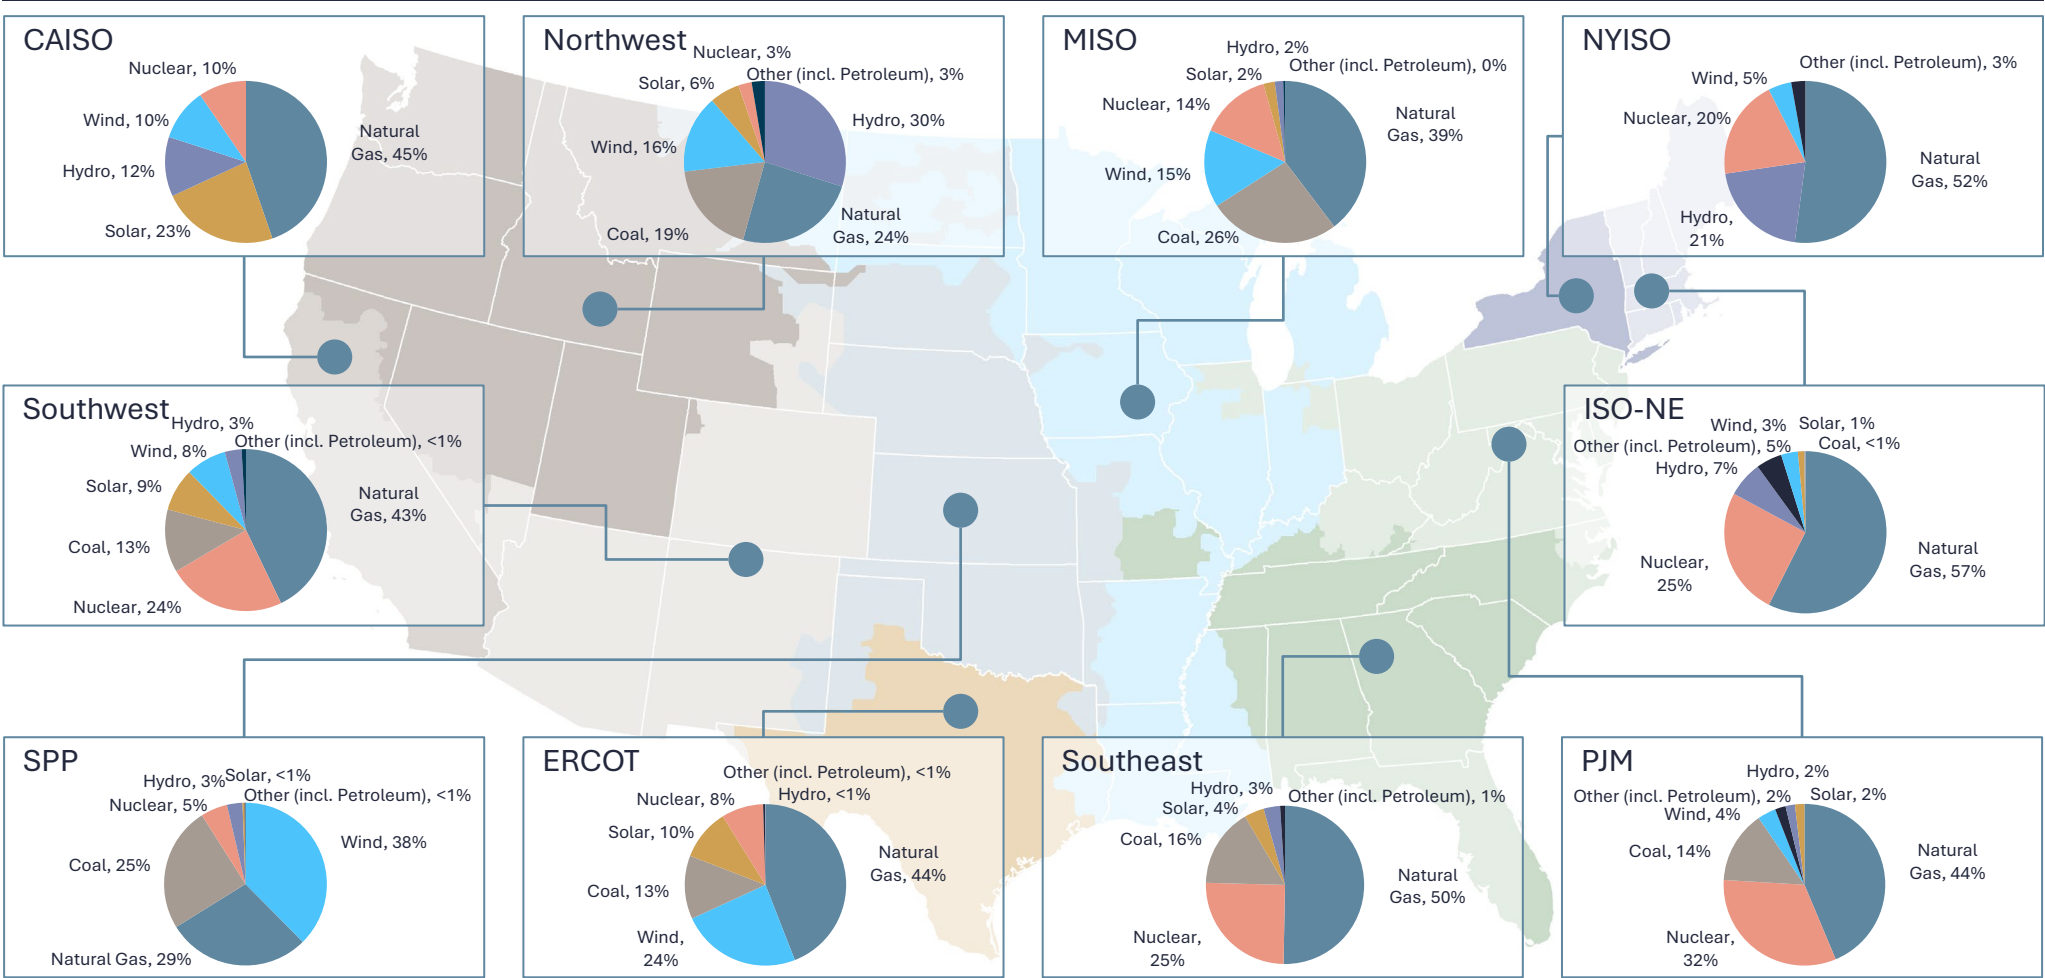 CAISO
Nuclear, 10%
Wind, 10%
Hydro, 12%
Solar, 23%
Natural
Gas, 45%
Northwest
Nuclear, 3%
Other (incl. Petroleum), 3%
Solar, 6%
Wind, 16%
Coal, 19%
Hydro, 30%
Natural
Gas, 24%
MISO
Hydro, 2%
Other (incl. Petroleum), 0%
Solar, 2%
Nuclear, 14%
Wind, 15%
Coal, 26%
Natural
Gas, 39%
NYISO
Other (incl. Petroleum), 3%
Wind, 5%
Nuclear, 20%
Hydro,
21%
Natural
Gas, 52%
Southwest
Hydro, 3%
Other (incl. Petroleum), <1%
Wind, 8%
Solar, 9%
Coal, 13%
Nuclear, 24%
Natural
Gas, 43%
ISO-NE
Wind, 3%
Solar, 1%
Other (incl. Petroleum), 5%
Coal, <1%
Hydro, 7%
Nuclear,
25%
Natural
Gas, 57%
SPP
Hydro, 3%
Solar, <1%
Other (incl. Petroleum), <1%
Nuclear, 5%
Coal, 25%
Natural Gas, 29%
Wind, 38%
ERCOT
Other (incl. Petroleum), <1%
Hydro, <1%
Nuclear, 8%
Solar, 10%
Coal, 13%
Wind,
24%
Natural
Gas, 44%
Southeast
Hydro, 3%
Other (incl. Petroleum), 1%
Solar, 4%
Coal, 16%
Nuclear,
25%
Natural
Gas, 50%
PJM
Hydro, 2%
Other (incl. Petroleum), 2%
Solar, 2%
Wind, 4%
Coal, 14%
Nuclear,
32%
Natural
Gas, 44%